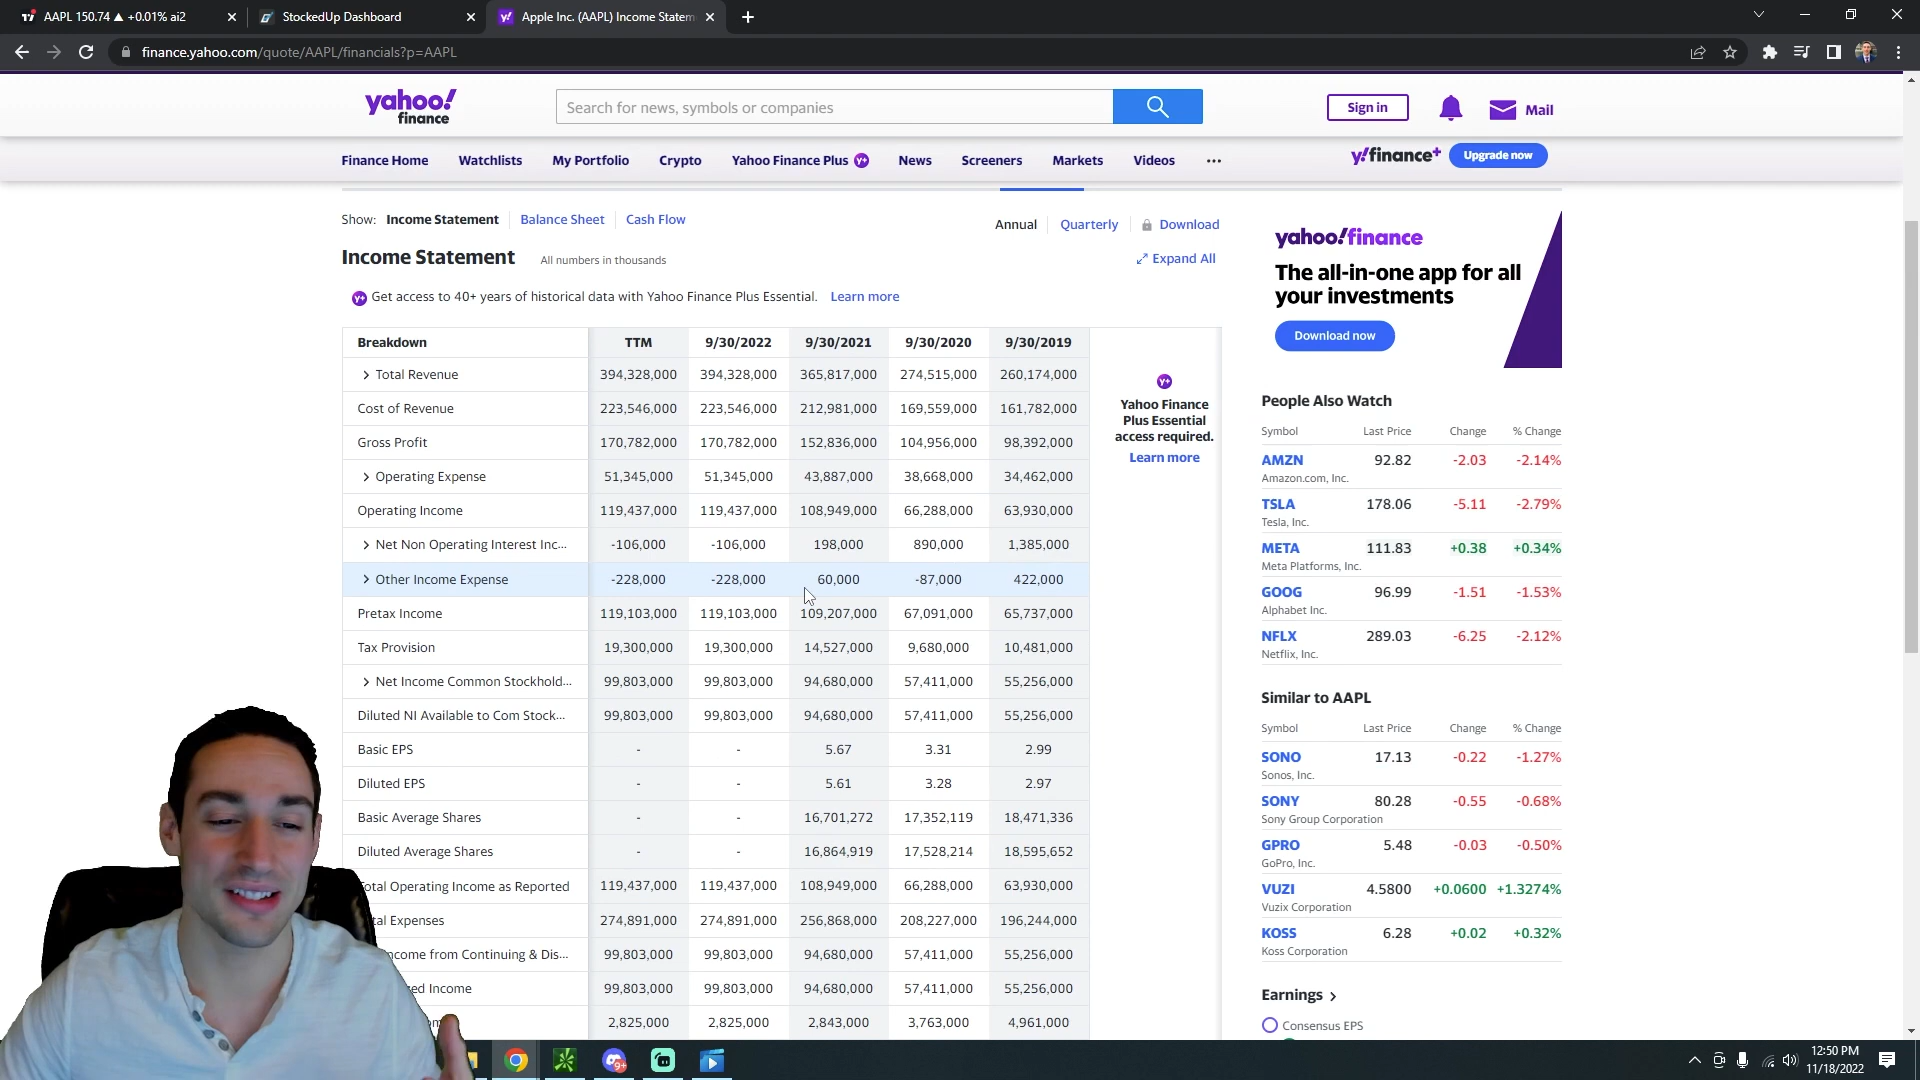 AAPL 150.74 ▲ +0.01% ai2
StockedUp Dashboard
Apple Inc. (AAPL) Income Statem
finance.yahoo.com/quote/AAPL/financials?p=AAPL
yahoo!
finance
Search for news, symbols or companies
Sign in
Mail
Finance Home Watchlists My Portfolio Crypto Yahoo Finance Plus News Screeners Markets Videos ...
y!finance+ Upgrade now
Show: Income Statement Balance Sheet Cash Flow
Annual Quarterly Download
Income Statement All numbers in thousands
Expand All
Get access to 40+ years of historical data with Yahoo Finance Plus Essential. Learn more
Breakdown TTM 9/30/2022 9/30/2021 9/30/2020 9/30/2019
Total Revenue 394,328,000 394,328,000 365,817,000 274,515,000 260,174,000
Cost of Revenue 223,546,000 223,546,000 212,981,000 169,559,000 161,782,000
Gross Profit 170,782,000 170,782,000 152,836,000 104,956,000 98,392,000
Operating Expense 51,345,000 51,345,000 43,887,000 38,668,000 34,462,000
Operating Income 119,437,000 119,437,000 108,949,000 66,288,000 63,930,000
Net Non Operating Interest Inc... -106,000 -106,000 198,000 890,000 1,385,000
Other Income Expense -228,000 -228,000 60,000 -87,000 422,000
Pretax Income 119,103,000 119,103,000 109,207,000 67,091,000 65,737,000
Tax Provision 19,300,000 19,300,000 14,527,000 9,680,000 10,481,000
Net Income Common Stockhold... 99,803,000 99,803,000 94,680,000 57,411,000 55,256,000
Diluted NI Available to Com Stock... 99,803,000 99,803,000 94,680,000 57,411,000 55,256,000
Basic EPS - - 5.67 3.31 2.99
Diluted EPS - - 5.61 3.28 2.97
Basic Average Shares - - 16,701,272 17,352,119 18,471,336
Diluted Average Shares - - 16,864,919 17,528,214 18,595,652
otal Operating Income as Reported 119,437,000 119,437,000 108,949,000 66,288,000 63,930,000
tal Expenses 274,891,000 274,891,000 256,868,000 208,227,000 196,244,000
ncome from Continuing & Dis... 99,803,000 99,803,000 94,680,000 57,411,000 55,256,000
ed Income 99,803,000 99,803,000 94,680,000 57,411,000 55,256,000
2,825,000 2,825,000 2,843,000 3,763,000 4,961,000
Yahoo Finance
Plus Essential
access required.
Learn more
yahoo!finance
The all-in-one app for all
your investments
Download now
People Also Watch
Symbol Last Price Change % Change
AMZN 92.82 -2.03 -2.14%
Amazon.com, Inc.
TSLA 178.06 -5.11 -2.79%
Tesla, Inc.
META 111.83 +0.38 +0.34%
Meta Platforms, Inc.
GOOG 96.99 -1.51 -1.53%
Alphabet Inc.
NFLX 289.03 -6.25 -2.12%
Netflix, Inc.
Similar to AAPL
Symbol Last Price Change % Change
SONO 17.13 -0.22 -1.27%
Sonos, Inc.
SONY 80.28 -0.55 -0.68%
Sony Group Corporation
GPRO 5.48 -0.03 -0.50%
GoPro, Inc.
VUZI 4.5800 +0.0600 +1.3274%
Vuzix Corporation
KOSS 6.28 +0.02 +0.32%
Koss Corporation
Earnings
Consensus EPS
12:50 PM
11/18/2022